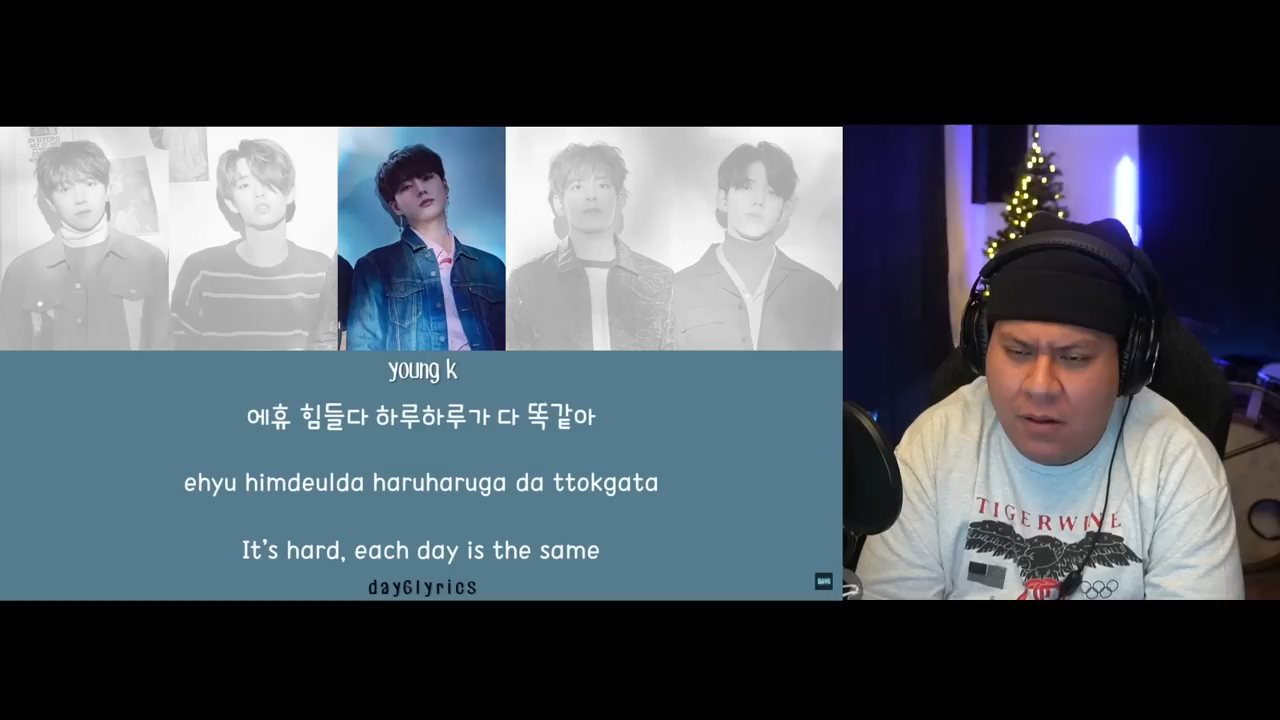 young k
에휴 힘들다 하루하루가 다 똑같아
ehyu himdeulda haruharuga da ttokgata
It's hard, each day is the same
day6lyrics
TIGERWINE